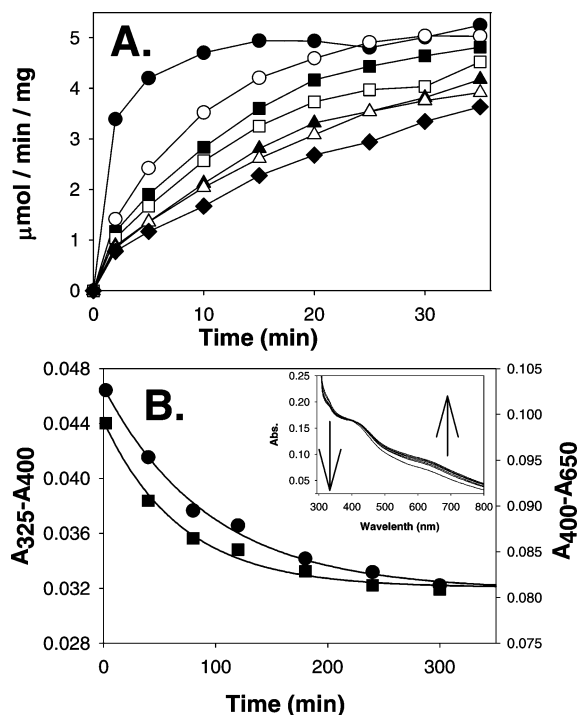 A.
μmol / min / mg
5
4
3
2
1
0
0 10 20 30
Time (min)
B.
A325-A400
0.048
0.044
0.040
0.036
0.032
0.028
A400-A650
0.105
0.100
0.095
0.090
0.085
0.080
0.075
Abs.
0.25
0.20
0.15
0.10
0.05
300 400 500 600 700 800
Wavelenth (nm)
0 100 200 300
Time (min)